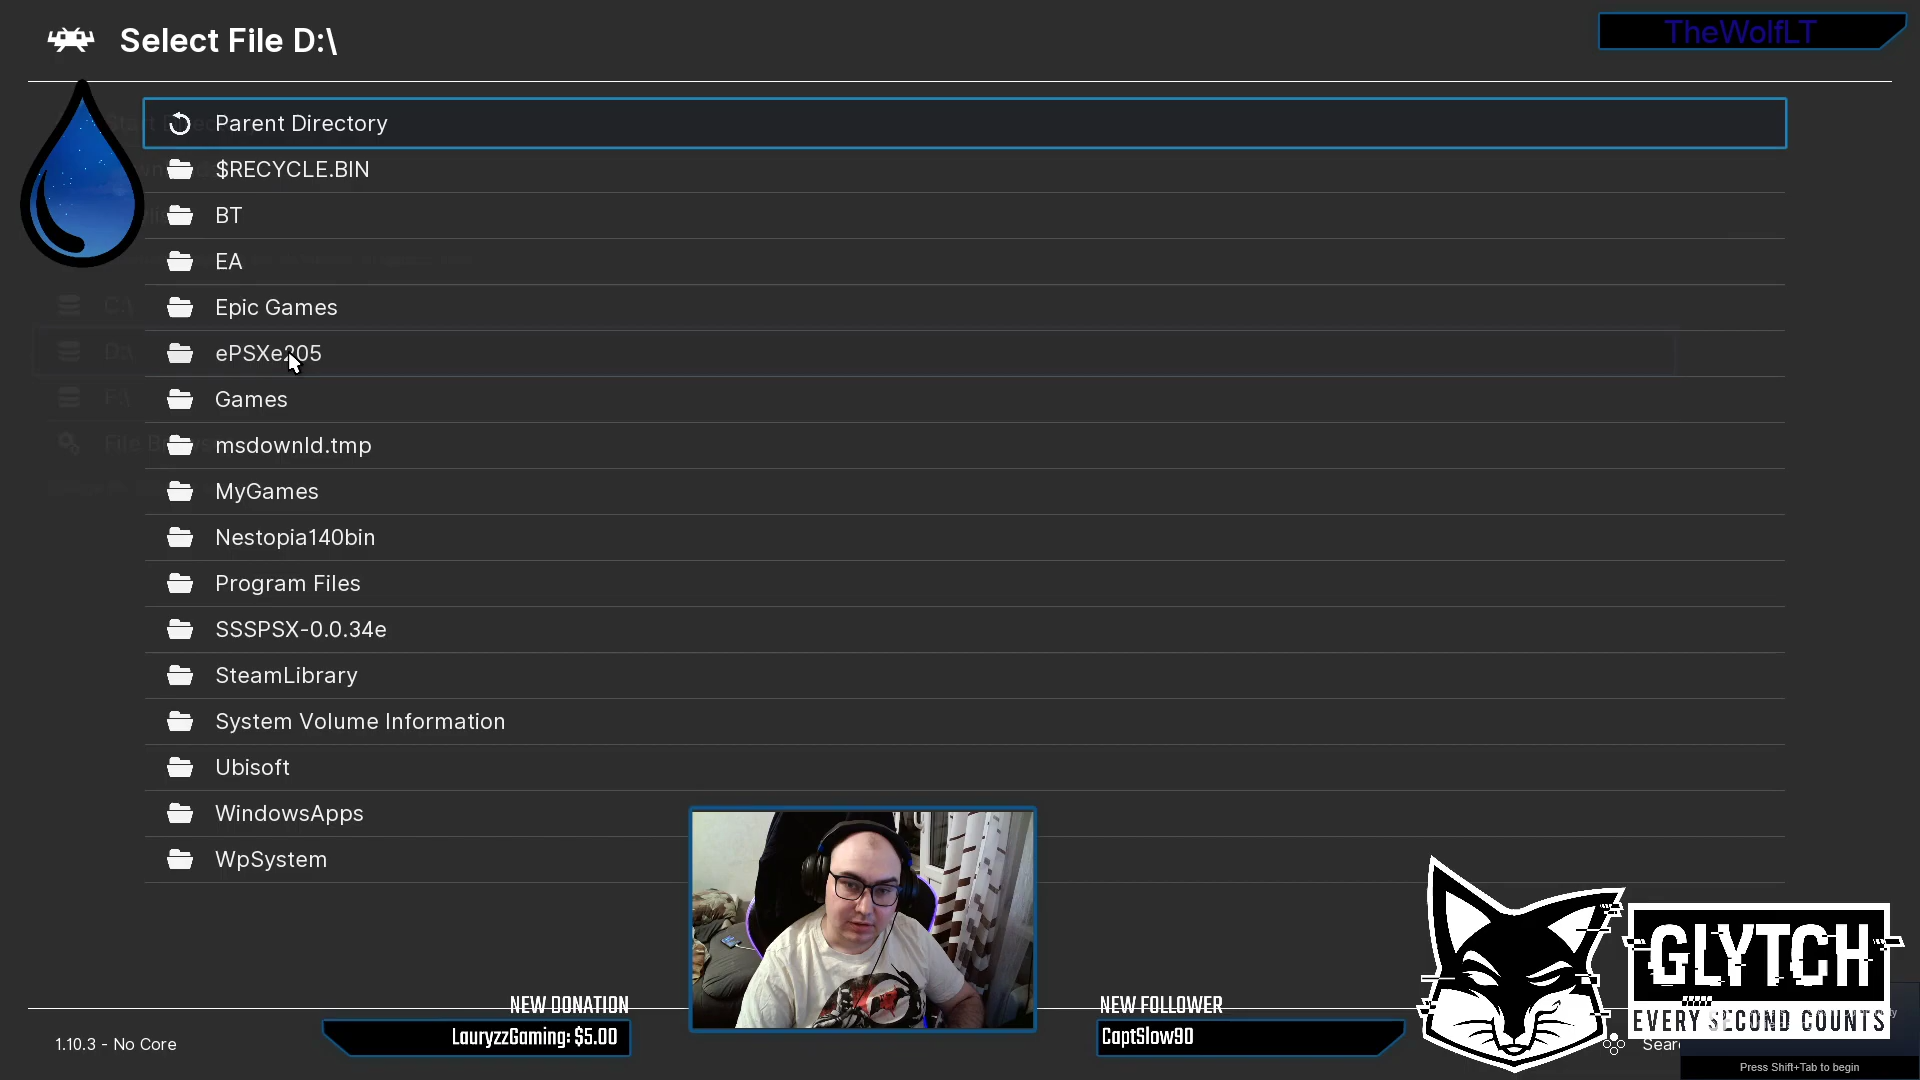 Select File D:\
TheWolfLT
Parent Directory
$RECYCLE.BIN
BT
EA
Epic Games
ePSXe205
Games
msdownld.tmp
MyGames
Nestopia140bin
Program Files
SSSPSX-0.0.34e
SteamLibrary
System Volume Information
Ubisoft
WindowsApps
WpSystem
C:\
D:\
F:\
NEW DONATION
LauryzzGaming: $5.00
NEW FOLLOWER
CaptSlow90
GLYTCH
EVERY SECOND COUNTS
1.10.3 - No Core
Press Shift+Tab to begin